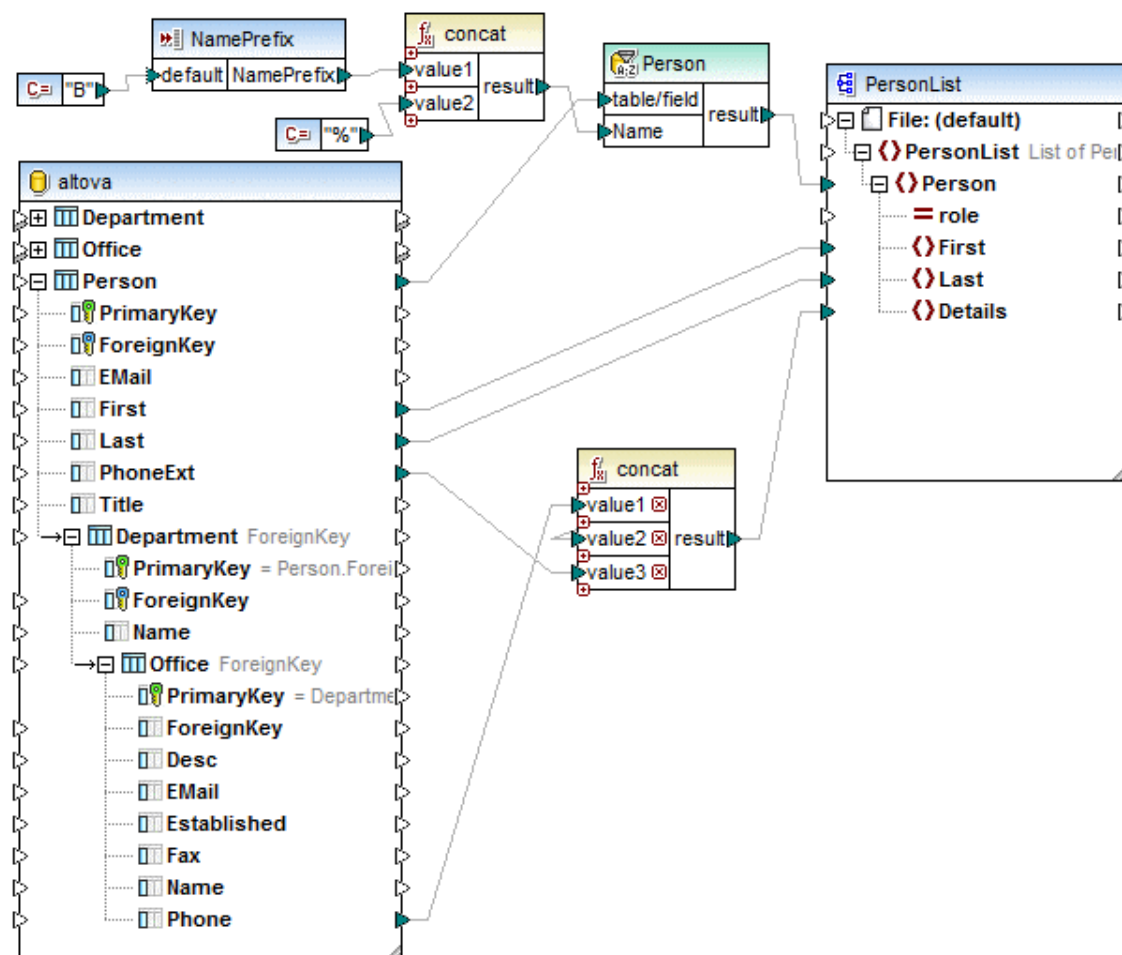 NamePrefix
default NamePrefix
C= "B"
concat
value1
value2
result
C= "%"
Person
table/field
Name
result
PersonList
File: (default)
PersonList List of Per
Person
role
First
Last
Details
altova
Department
Office
Person
PrimaryKey
ForeignKey
EMail
First
Last
PhoneExt
Title
Department ForeignKey
PrimaryKey = Person.Forei
ForeignKey
Name
Office ForeignKey
PrimaryKey = Departme
ForeignKey
Desc
EMail
Established
Fax
Name
Phone
concat
value1
value2
value3
result